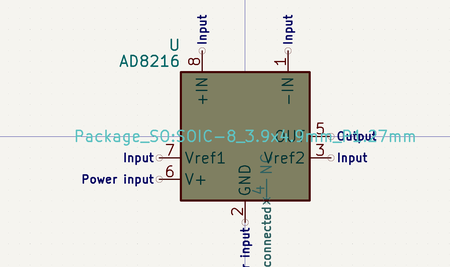 Input
Input
U
AD8216
8
1
+IN
-IN
Package_SO:SOIC-8_3.9x4.9mm_P1.27mm
OUT
5
Output
Input
7
Vref1
Vref2
3
Input
Power input
6
V+
GND
4
NC
2
r input
connected